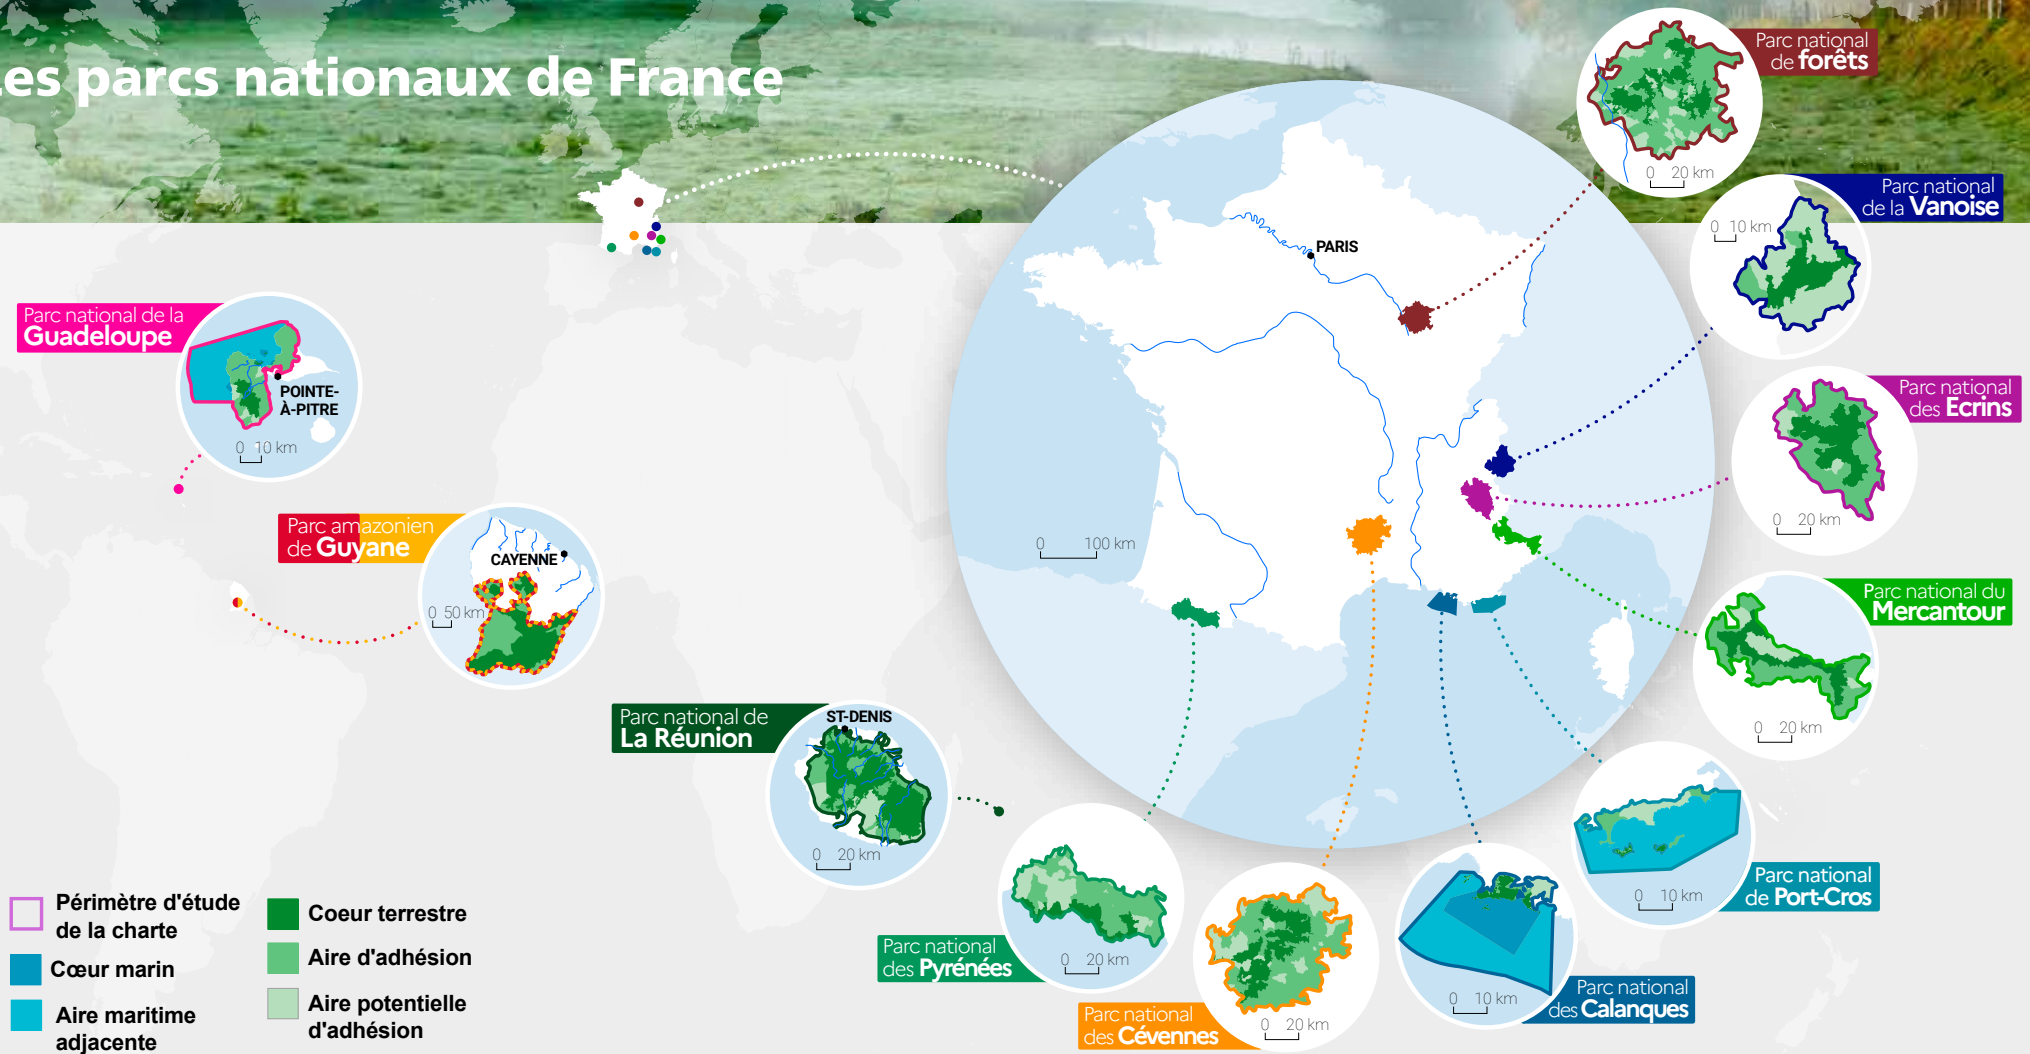 es parcs nationaux de France
Parc national
de forêts
0 20 km
Parc national
de la Vanoise
0 10 km
PARIS
Parc national de la
Guadeloupe
POINTE-
À-PITRE
0 10 km
Parc national
des Ecrins
0 20 km
Parc amazonien
de Guyane
CAYENNE
0 50 km
0 100 km
Parc national du
Mercantour
0 20 km
Parc national de
La Réunion
ST-DENIS
0 20 km
Parc national
de Port-Cros
0 10 km
Parc national
des Pyrénées
0 20 km
Parc national
des Cévennes
0 20 km
Parc national
des Calanques
0 10 km
Périmètre d'étude
de la charte
Cœur marin
Aire maritime
adjacente
Coeur terrestre
Aire d'adhésion
Aire potentielle
d'adhésion